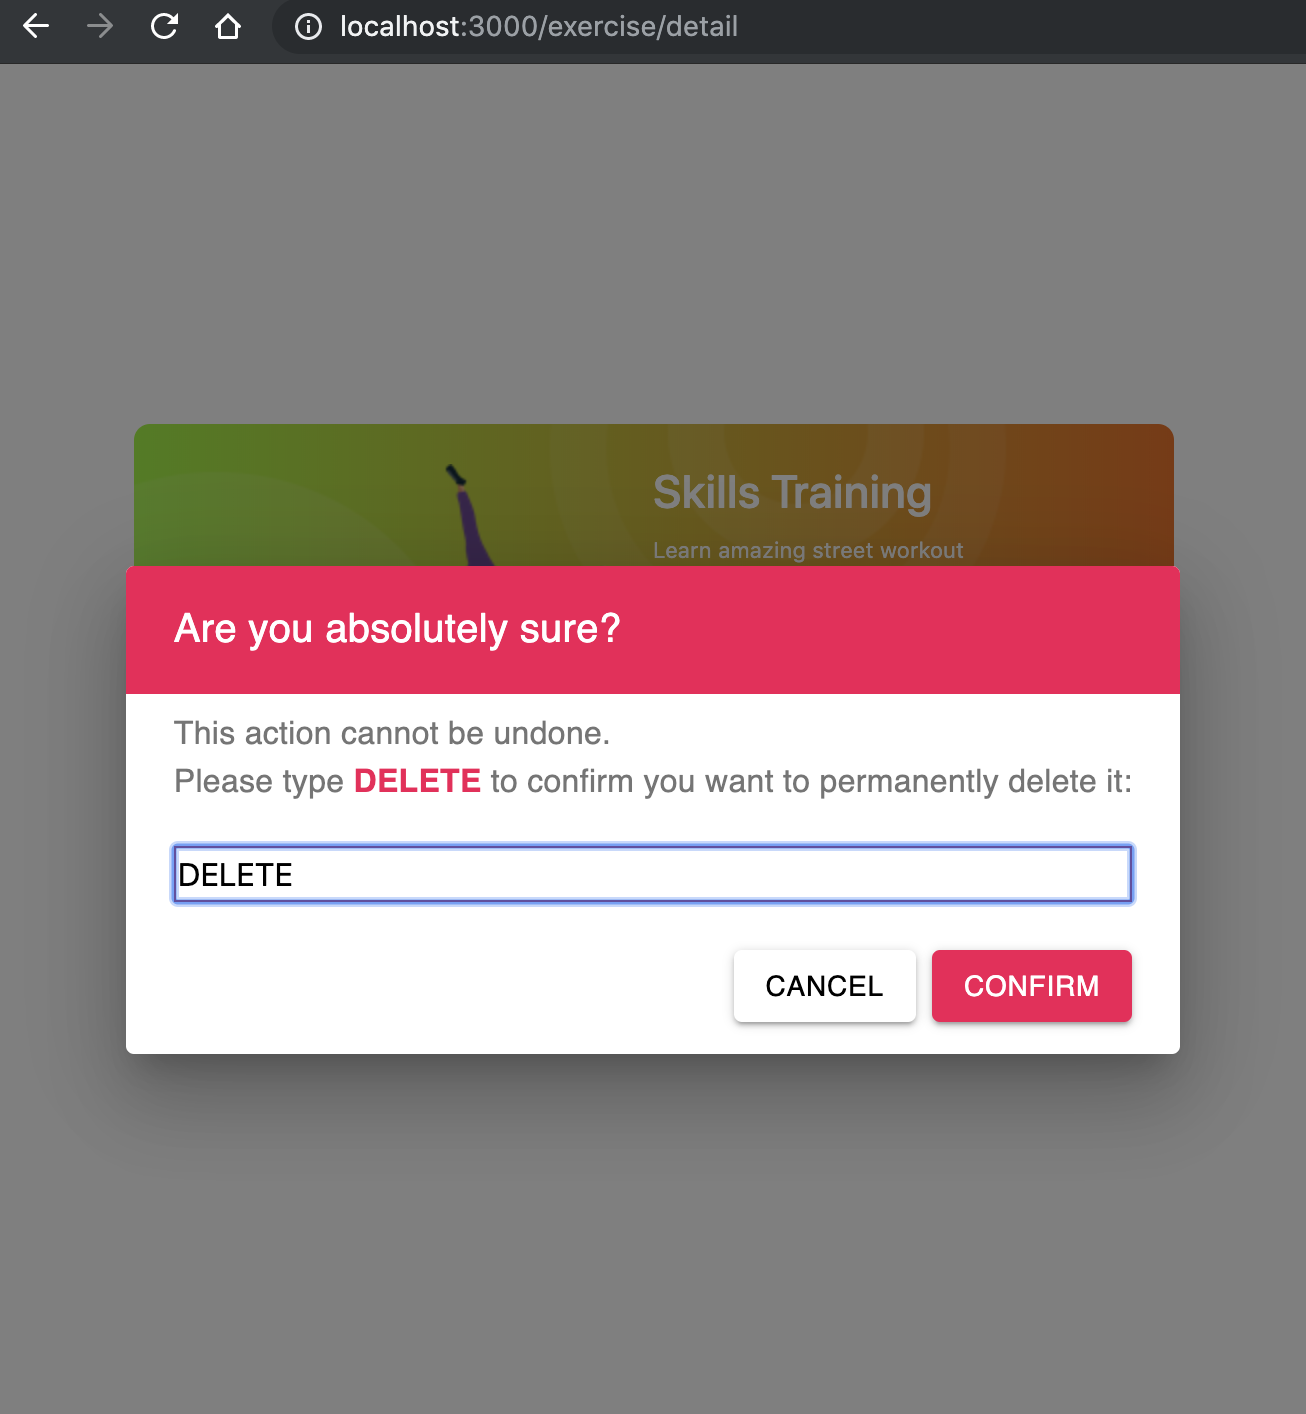 localhost:3000/exercise/detail
Skills Training
Learn amazing street workout
Are you absolutely sure?
This action cannot be undone.
Please type DELETE to confirm you want to permanently delete it:
DELETE
CANCEL CONFIRM